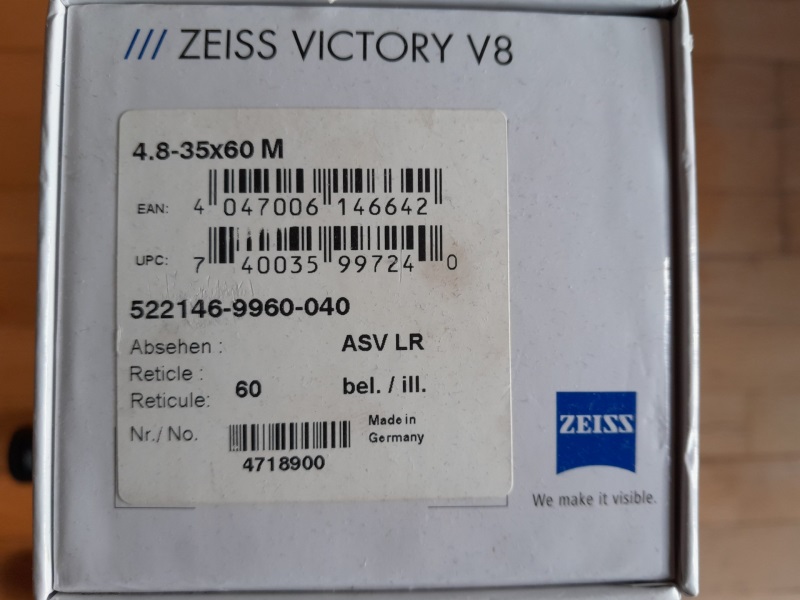 /// ZEISS VICTORY V8
4.8-35x60 M
EAN: 4 047006 146642
UPC: 7 40035 99724 0
522146-9960-040
Absehen : ASV LR
Reticle :
Reticule: 60 bel. / ill.
Nr./ No. 4718900
Made in
Germany
ZEISS
We make it visible.